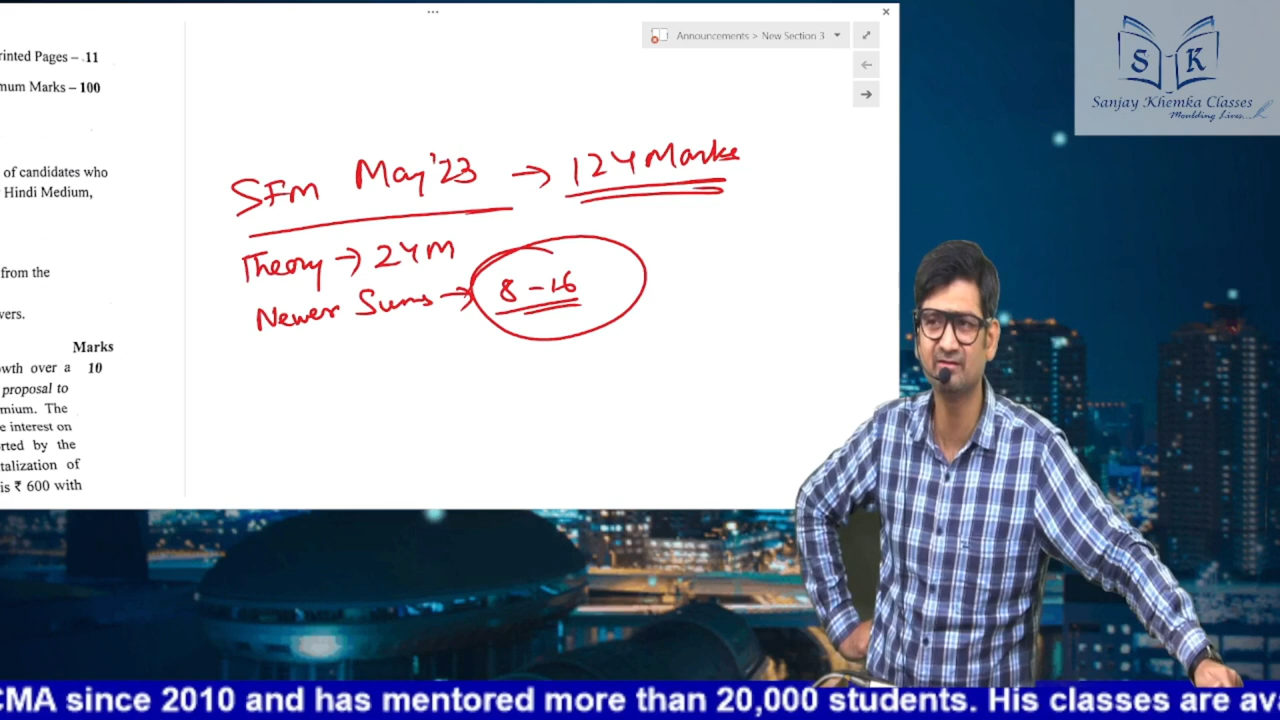 rinted Pages – 11
mum Marks – 100
of candidates who
Hindi Medium,
from the
vers.
Marks
wth over a 10
proposal to
mium. The
e interest on
rted by the
talization of
is ₹ 600 with
Announcements > New Section 3
SFM May'23 → 124 Marks
Theory → 24M
Newer Sums → 8 - 16
S K
Sanjay Khemka Classes
Moulding Lives...
CMA since 2010 and has mentored more than 20,000 students. His classes are av